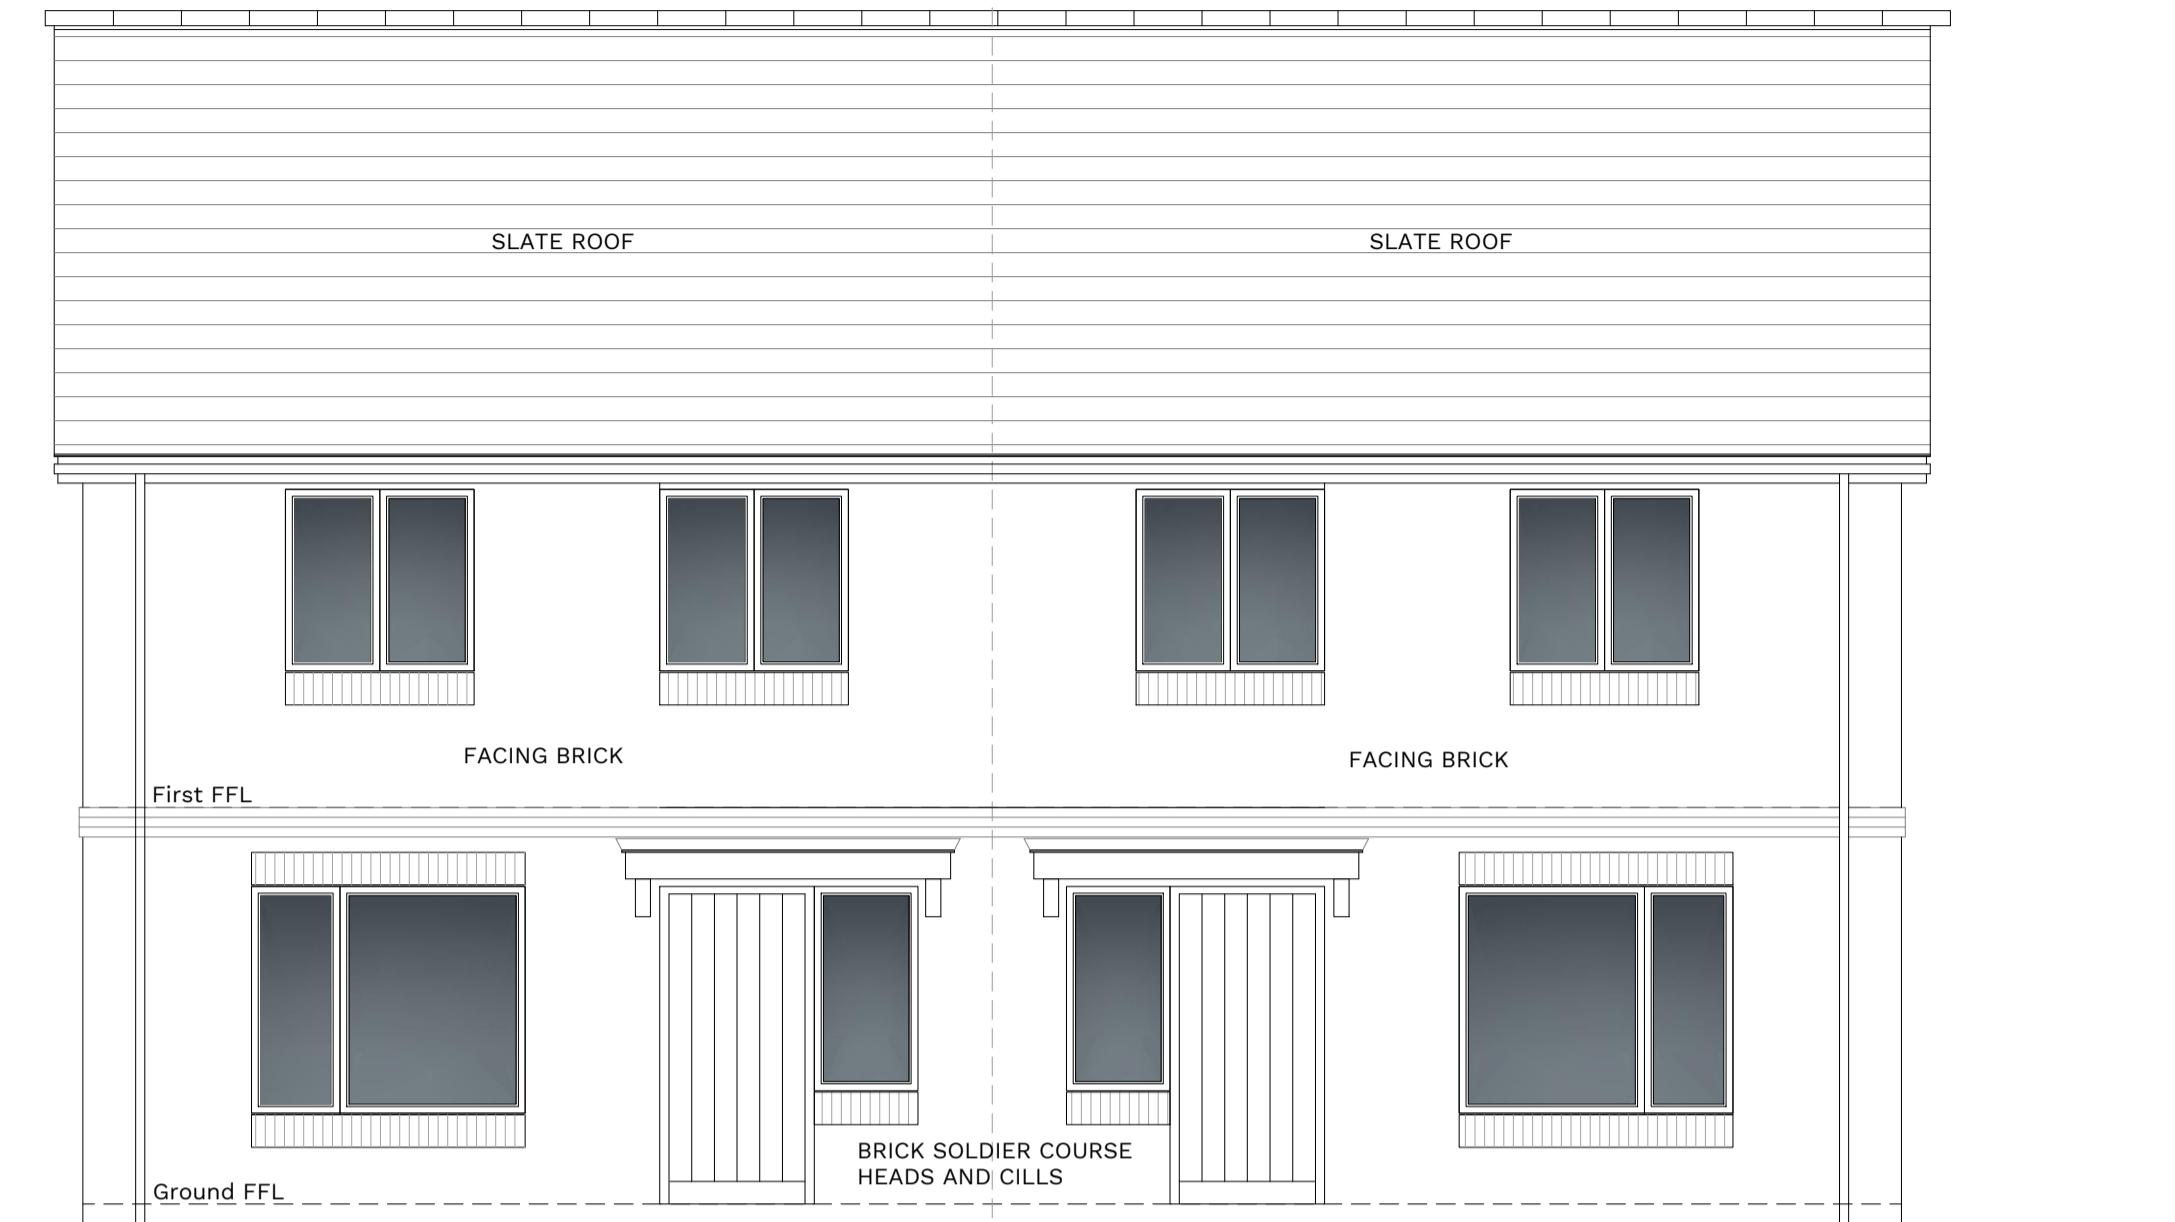 SLATE ROOF
SLATE ROOF
FACING BRICK
FACING BRICK
First FFL
BRICK SOLDIER COURSE
HEADS AND CILLS
Ground FFL